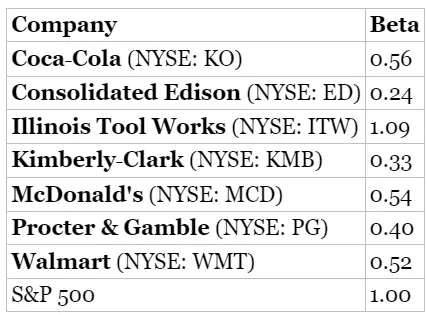 Company Beta
Coca-Cola (NYSE: KO) 0.56
Consolidated Edison (NYSE: ED) 0.24
Illinois Tool Works (NYSE: ITW) 1.09
Kimberly-Clark (NYSE: KMB) 0.33
McDonald's (NYSE: MCD) 0.54
Procter & Gamble (NYSE: PG) 0.40
Walmart (NYSE: WMT) 0.52
S&P 500 1.00